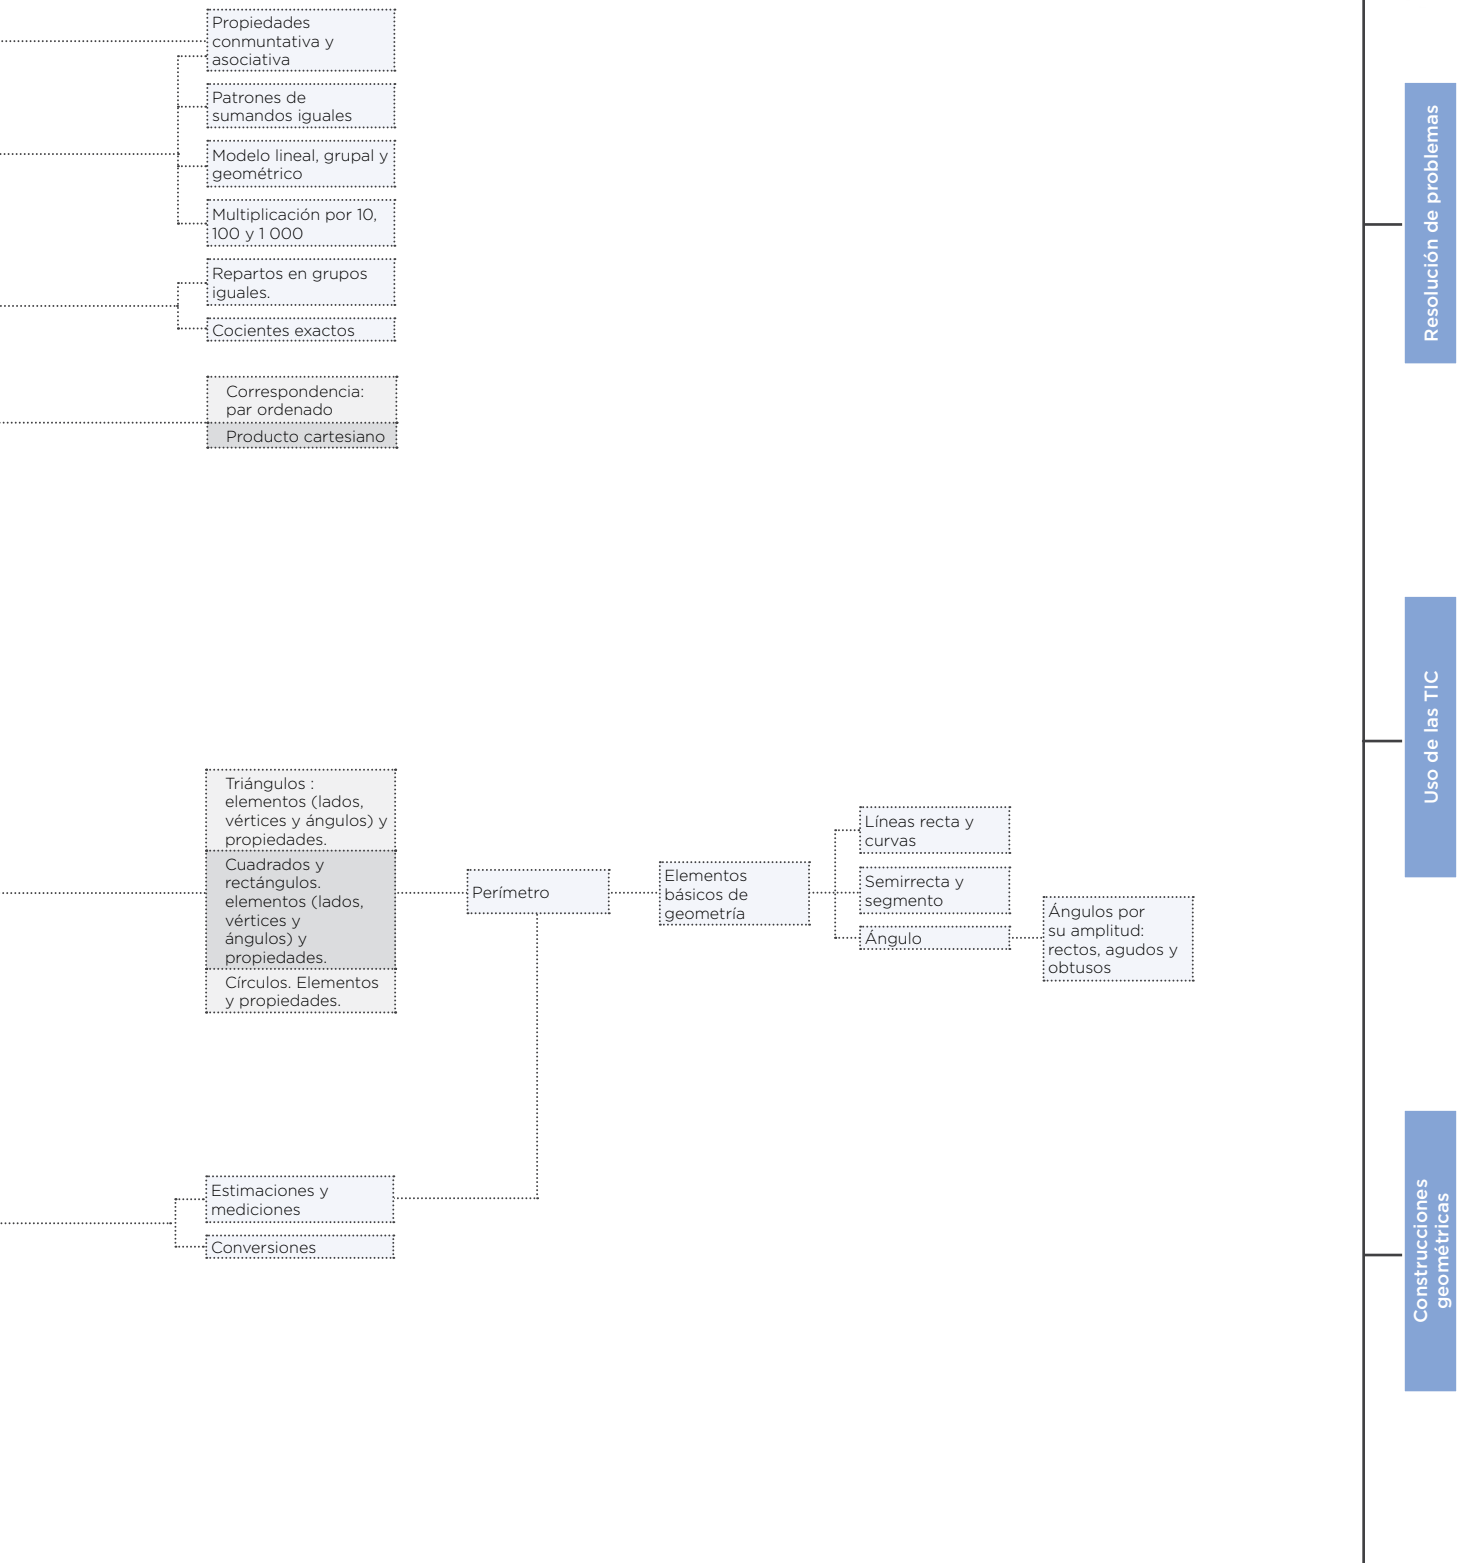 Propiedades
conmuntativa y
asociativa
Patrones de
sumandos iguales
Modelo lineal, grupal y
geométrico
Multiplicación por 10,
100 y 1 000
Repartos en grupos
iguales.
Cocientes exactos
Correspondencia:
par ordenado
Producto cartesiano
Triángulos :
elementos (lados,
vértices y ángulos) y
propiedades.
Cuadrados y
rectángulos.
elementos (lados,
vértices y
ángulos) y
propiedades.
Círculos. Elementos
y propiedades.
Perímetro
Elementos
básicos de
geometría
Líneas recta y
curvas
Semirrecta y
segmento
Ángulo
Ángulos por
su amplitud:
rectos, agudos y
obtusos
Estimaciones y
mediciones
Conversiones
Resolución de problemas
Uso de las TIC
Construcciones
geométricas